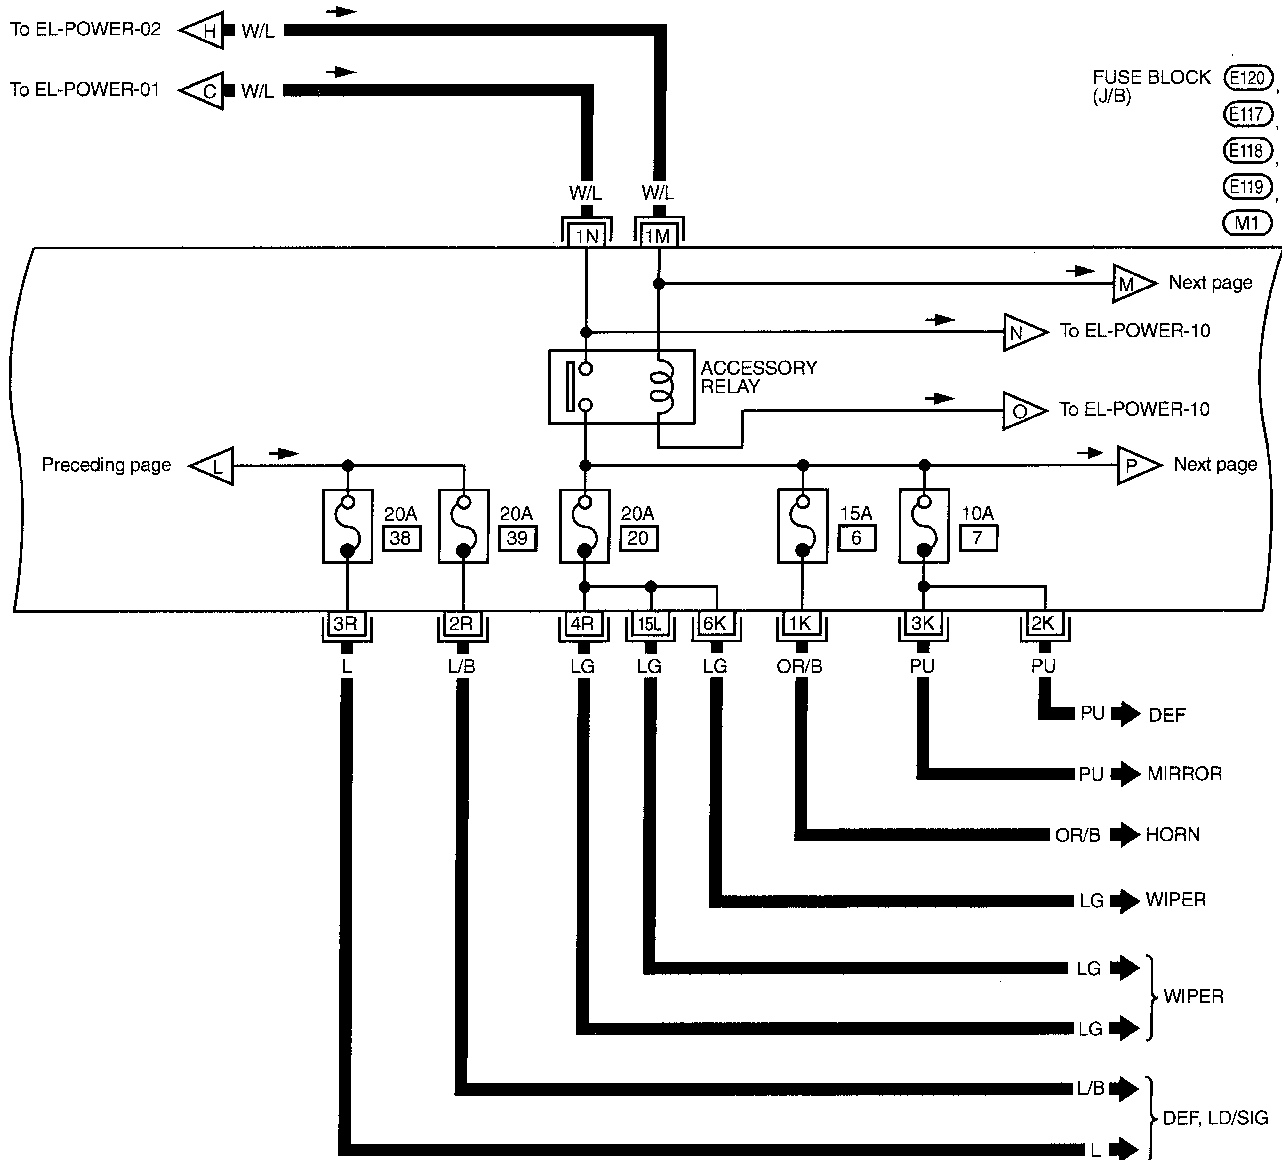 To EL-POWER-02 H W/L
To EL-POWER-01 C W/L
FUSE BLOCK
(J/B)
E120,
E117,
E118,
E119,
M1
W/L W/L
1N 1M
M Next page
N To EL-POWER-10
ACCESSORY
RELAY
O To EL-POWER-10
Preceding page L
P Next page
20A 20A 20A 15A 10A
38 39 20 6 7
3R 2R 4R 15L 6K 1K 3K 2K
L L/B LG LG LG OR/B PU PU
PU DEF
PU MIRROR
OR/B HORN
LG WIPER
LG
WIPER
LG
L/B
DEF, LD/SIG
L